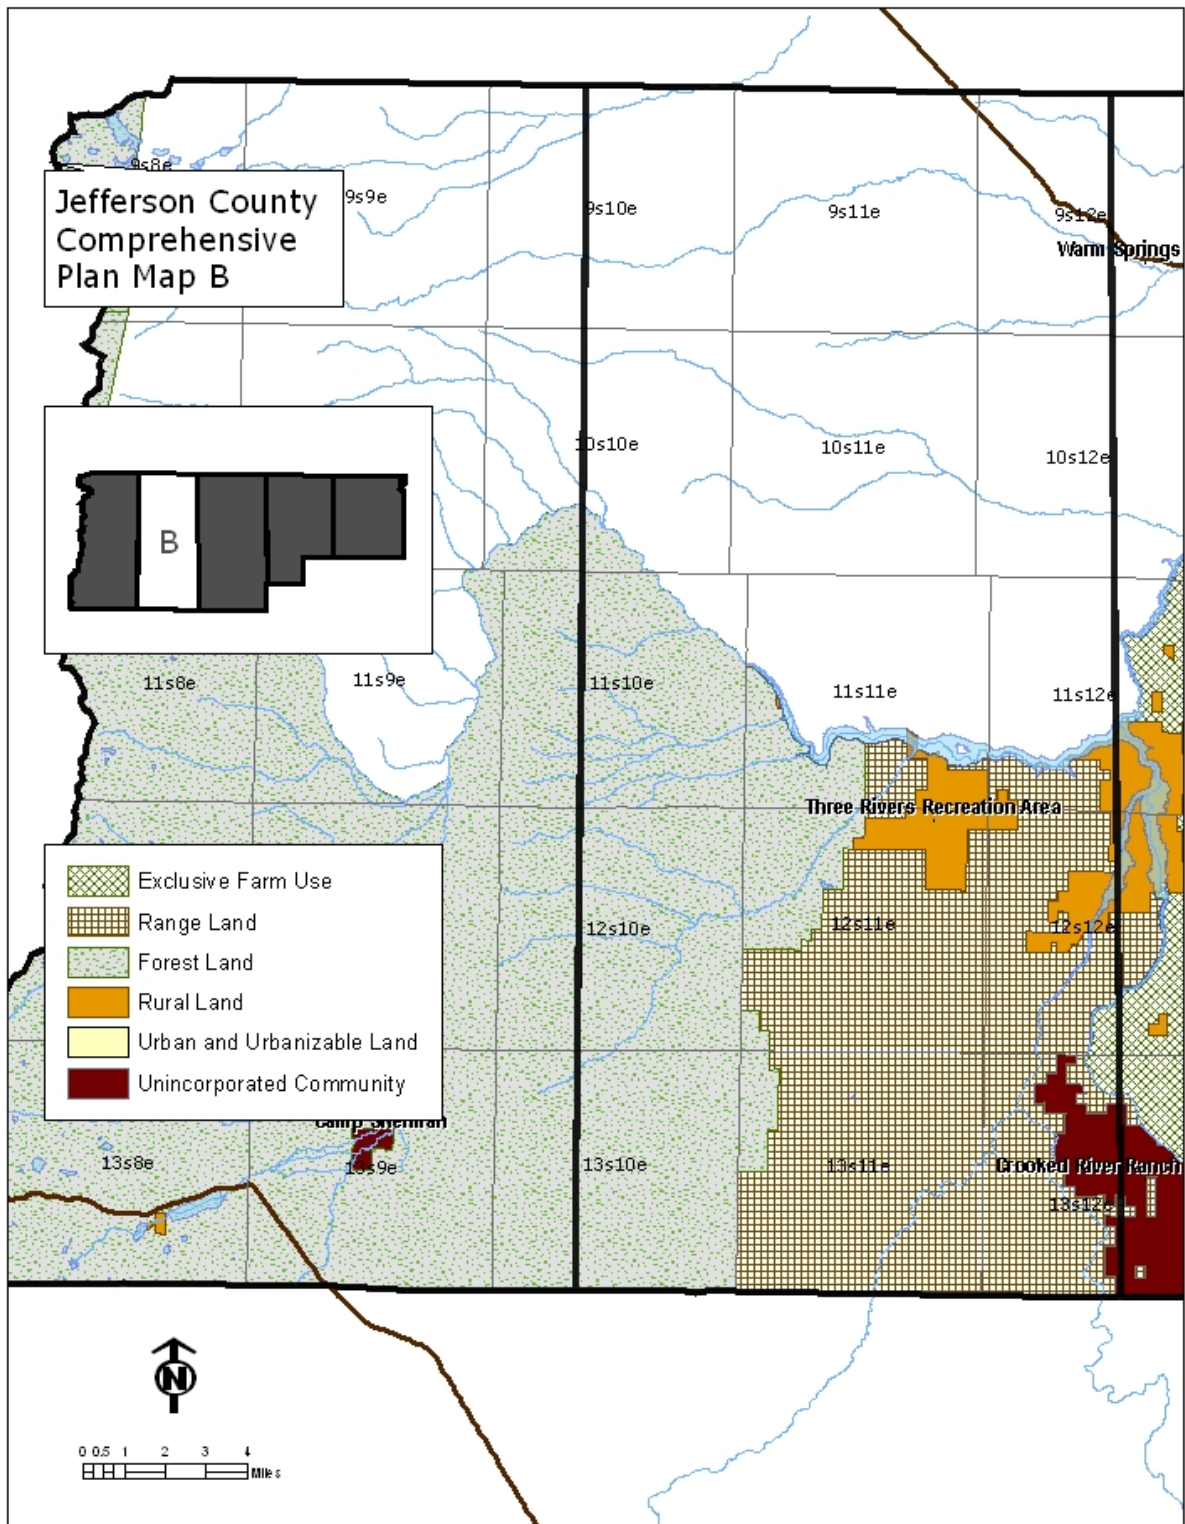 9s8e
Jefferson County
Comprehensive
Plan Map B
9s9e
9s10e
9s11e
9s12e
Warm Springs
10s10e
10s11e
10s12e
B
11s8e
11s9e
11s10e
11s11e
11s12e
Three Rivers Recreation Area
Exclusive Farm Use
Range Land
Forest Land
Rural Land
Urban and Urbanizable Land
Unincorporated Community
12s10e
12s11e
12s12e
Camp Sherman
13s8e
13s9e
13s10e
13s11e
Crooked River Ranch
13s12e
N
0 0.5 1 2 3 4
Miles